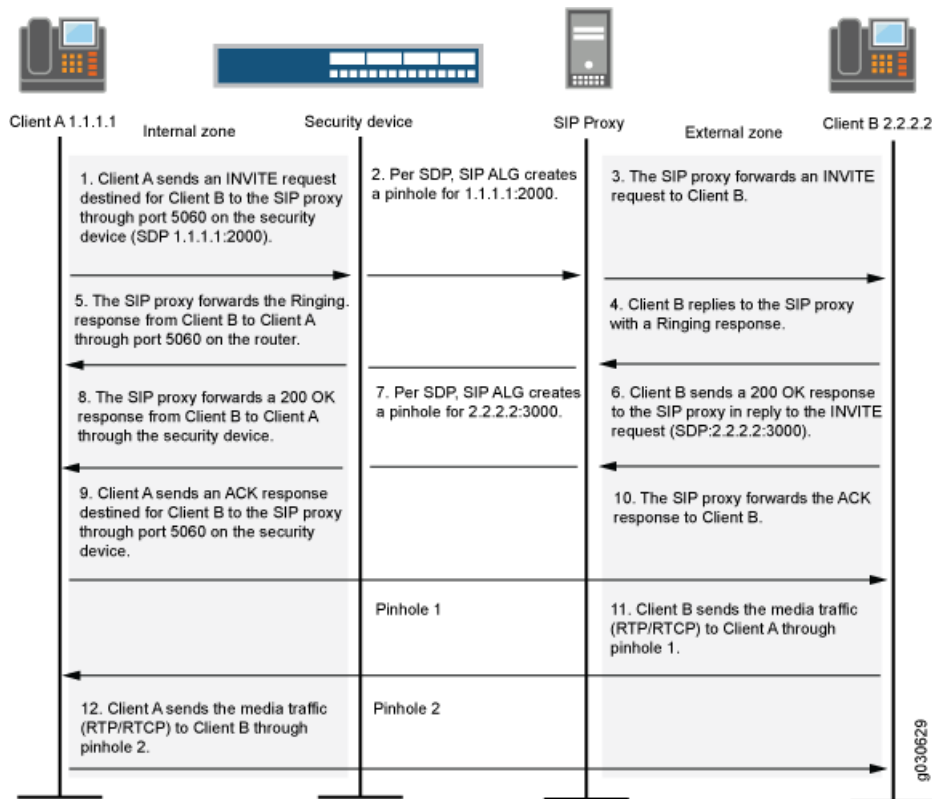 Client A 1.1.1.1
Internal zone
Security device
SIP Proxy
External zone
Client B 2.2.2.2
1. Client A sends an INVITE request
destined for Client B to the SIP proxy
through port 5060 on the security
device (SDP 1.1.1.1:2000).
2. Per SDP, SIP ALG creates
a pinhole for 1.1.1.1:2000.
3. The SIP proxy forwards an INVITE
request to Client B.
5. The SIP proxy forwards the Ringing.
response from Client B to Client A
through port 5060 on the router.
4. Client B replies to the SIP proxy
with a Ringing response.
8. The SIP proxy forwards a 200 OK
response from Client B to Client A
through the security device.
7. Per SDP, SIP ALG creates
a pinhole for 2.2.2.2:3000.
6. Client B sends a 200 OK response
to the SIP proxy in reply to the INVITE
request (SDP:2.2.2.2:3000).
9. Client A sends an ACK response
destined for Client B to the SIP proxy
through port 5060 on the security
device.
10. The SIP proxy forwards the ACK
response to Client B.
Pinhole 1
11. Client B sends the media traffic
(RTP/RTCP) to Client A through
pinhole 1.
12. Client A sends the media traffic
(RTP/RTCP) to Client B through
pinhole 2.
Pinhole 2
g030629